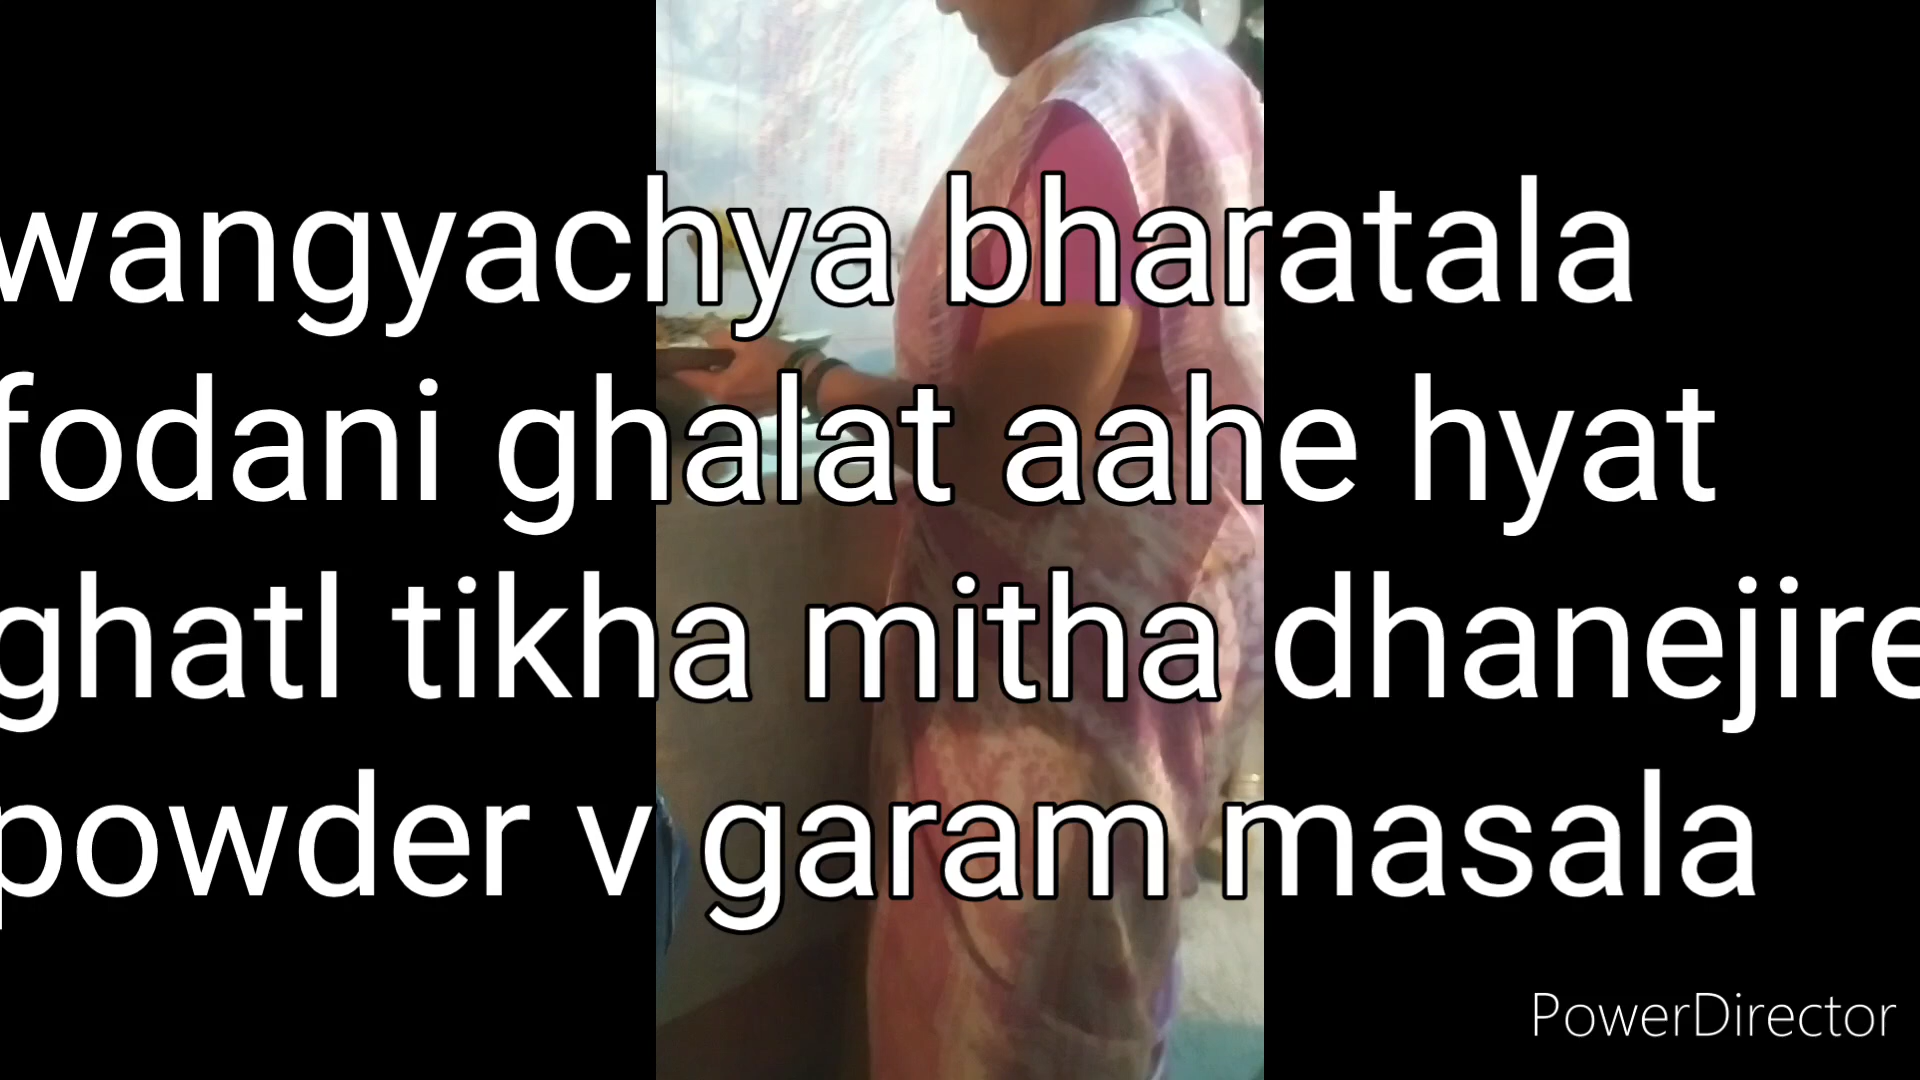 wangyachya bharatala
fodani ghalat aahe hyat
ghatl tikha mitha dhanejire
powder v garam masala
PowerDirector